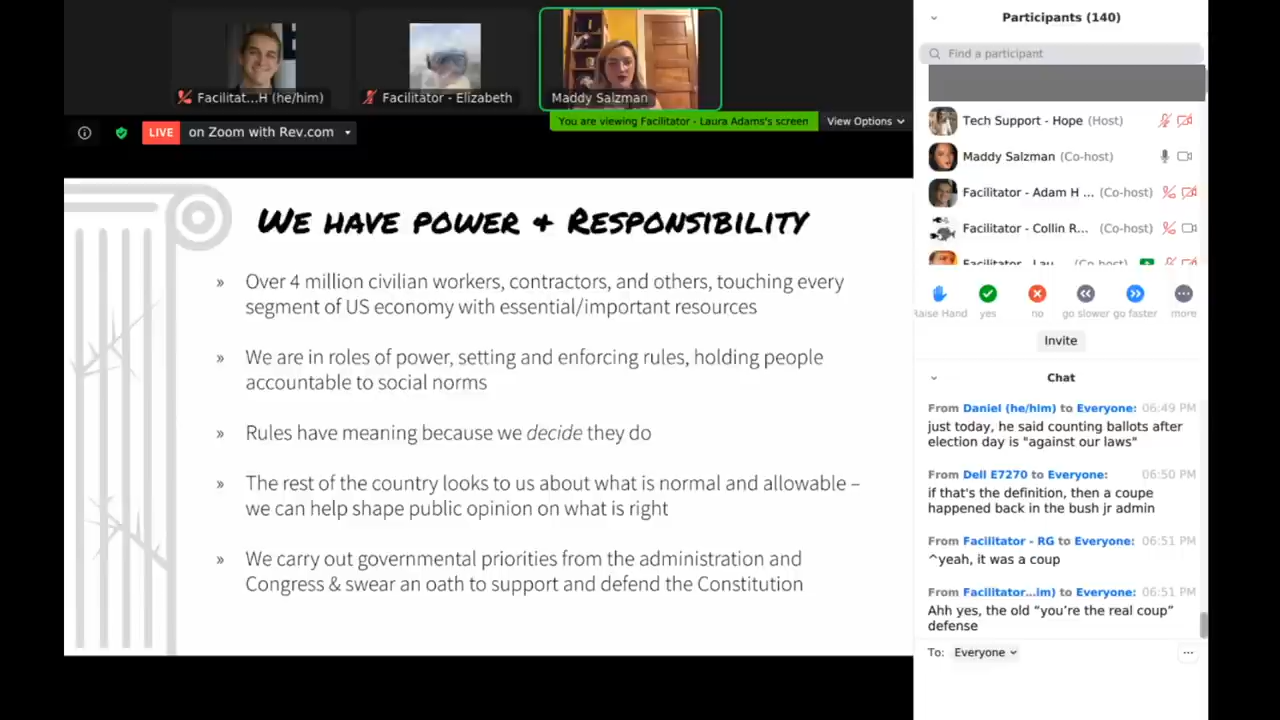 Facilitat...H (he/him)
Facilitator - Elizabeth
Maddy Salzman
LIVE on Zoom with Rev.com
You are viewing Facilitator - Laura Adams's screen
View Options
WE HAVE POWER + RESPONSIBILITY
» Over 4 million civilian workers, contractors, and others, touching every
segment of US economy with essential/important resources
» We are in roles of power, setting and enforcing rules, holding people
accountable to social norms
» Rules have meaning because we decide they do
» The rest of the country looks to us about what is normal and allowable –
we can help shape public opinion on what is right
» We carry out governmental priorities from the administration and
Congress & swear an oath to support and defend the Constitution
Participants (140)
Find a participant
Tech Support - Hope (Host)
Maddy Salzman (Co-host)
Facilitator - Adam H ... (Co-host)
Facilitator - Collin R... (Co-host)
Facilitator - Lau... (Co-host)
Raise Hand
yes
no
go slower
go faster
more
Invite
Chat
From Daniel (he/him) to Everyone: 06:49 PM
just today, he said counting ballots after
election day is "against our laws"
From Dell E7270 to Everyone: 06:50 PM
if that's the definition, then a coupe
happened back in the bush jr admin
From Facilitator - RG to Everyone: 06:51 PM
^yeah, it was a coup
From Facilitator...im) to Everyone: 06:51 PM
Ahh yes, the old “you’re the real coup”
defense
To: Everyone